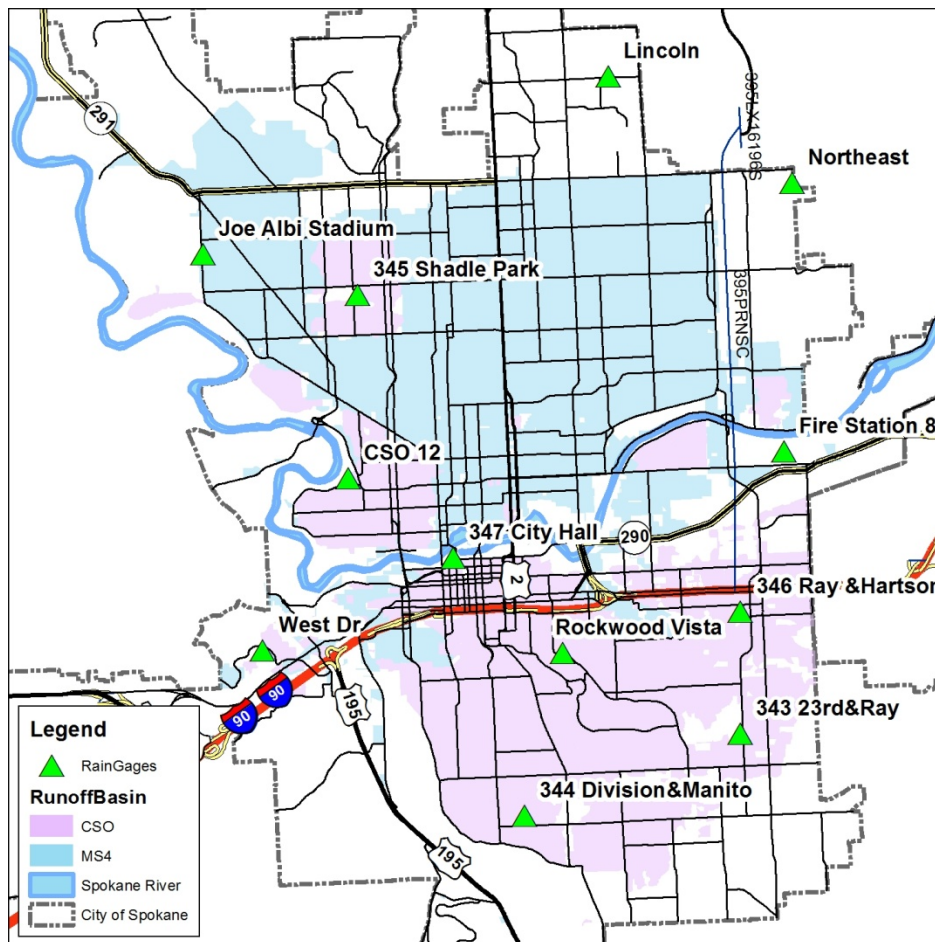 Lincoln
395LX16196S
291
Northeast
Joe Albi Stadium
345 Shadle Park
395PRNSC
Fire Station 8
CSO 12
347 City Hall
290
2
346 Ray &Hartson
West Dr
Rockwood Vista
90
90
195
343 23rd&Ray
344 Division&Manito
195
Legend
RainGages
RunoffBasin
CSO
MS4
Spokane River
City of Spokane